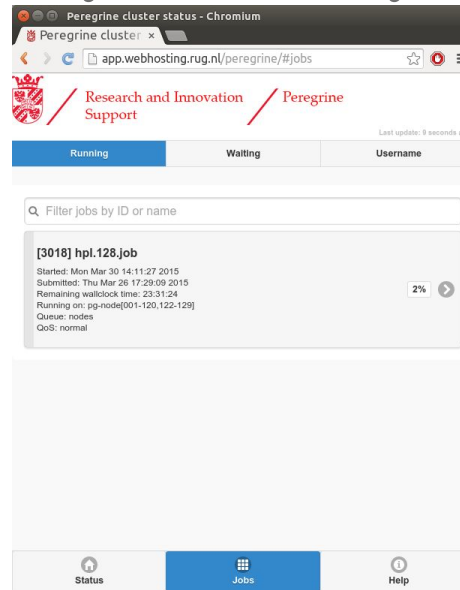 Peregrine cluster status - Chromium
Peregrine cluster
app.webhosting.rug.nl/peregrine/#jobs
Research and Innovation Support
Peregrine
Last update: 9 seconds
Running Waiting Username
Filter jobs by ID or name
[3018] hpl.128.job
Started: Mon Mar 30 14:11:27 2015
Submitted: Thu Mar 26 17:29:09 2015
Remaining wallclock time: 23:31:24
Running on: pg-node[001-120,122-129]
Queue: nodes
QoS: normal
2%
Status Jobs Help